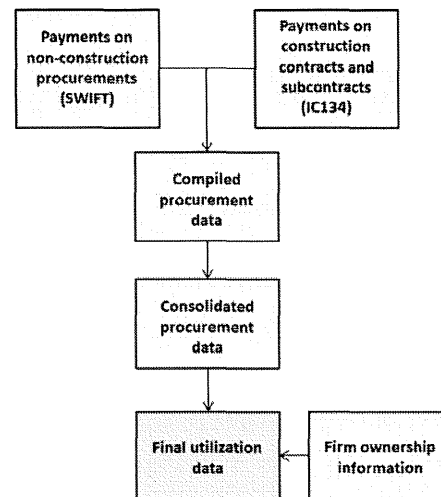 Payments on
non-construction
procurements
(SWIFT)
Payments on
construction
contracts and
subcontracts
(IC134)
Compiled
procurement
data
Consolidated
procurement
data
Final utilization
data
Firm ownership
information